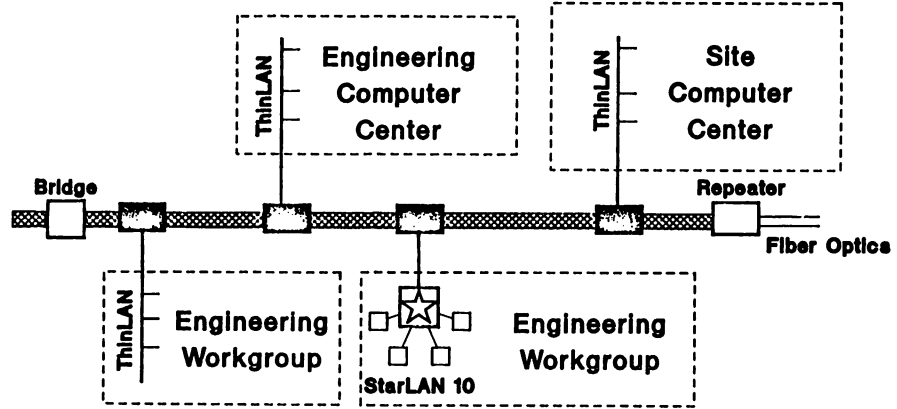 ThinLAN
Engineering
Computer
Center
ThinLAN
Site
Computer
Center
Bridge
Repeater
Fiber Optics
ThinLAN
Engineering
Workgroup
StarLAN 10
Engineering
Workgroup